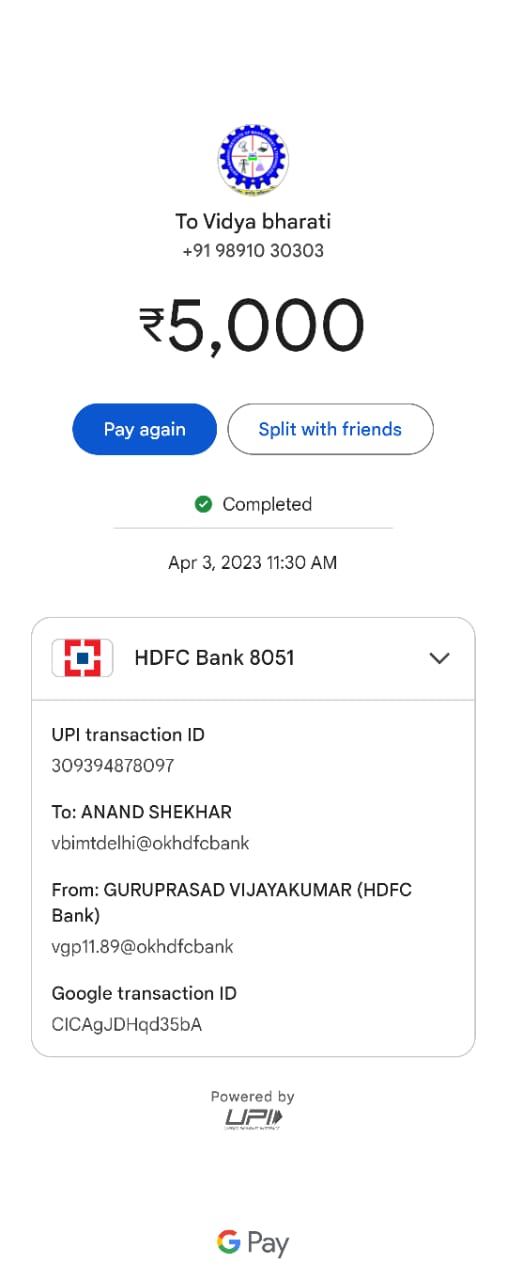 To Vidya bharati
+91 98910 30303
₹5,000
Pay again
Split with friends
Completed
Apr 3, 2023 11:30 AM
HDFC Bank 8051
UPI transaction ID
309394878097
To: ANAND SHEKHAR
vbimtdelhi@okhdfcbank
From: GURUPRASAD VIJAYAKUMAR (HDFC
Bank)
vgp11.89@okhdfcbank
Google transaction ID
CICAgJDHqd35bA
Powered by
UPI
G Pay